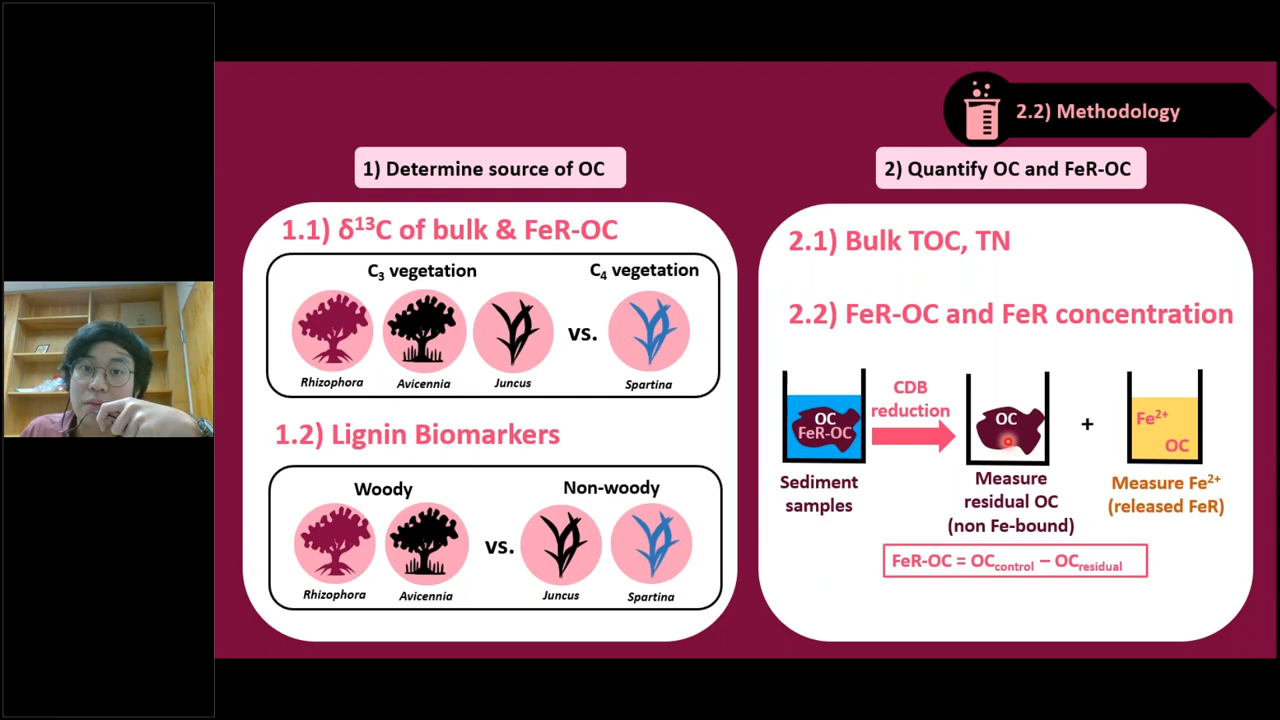 2.2) Methodology
1) Determine source of OC
1.1) δ¹³C of bulk & FeR-OC
C₃ vegetation
C₄ vegetation
vs.
Rhizophora
Avicennia
Juncus
Spartina
1.2) Lignin Biomarkers
Woody
Non-woody
vs.
Rhizophora
Avicennia
Juncus
Spartina
2) Quantify OC and FeR-OC
2.1) Bulk TOC, TN
2.2) FeR-OC and FeR concentration
OC
FeR-OC
Sediment
samples
CDB
reduction
OC
Measure
residual OC
(non Fe-bound)
+
Fe²⁺
OC
Measure Fe²⁺
(released FeR)
FeR-OC = OCcontrol – OCresidual